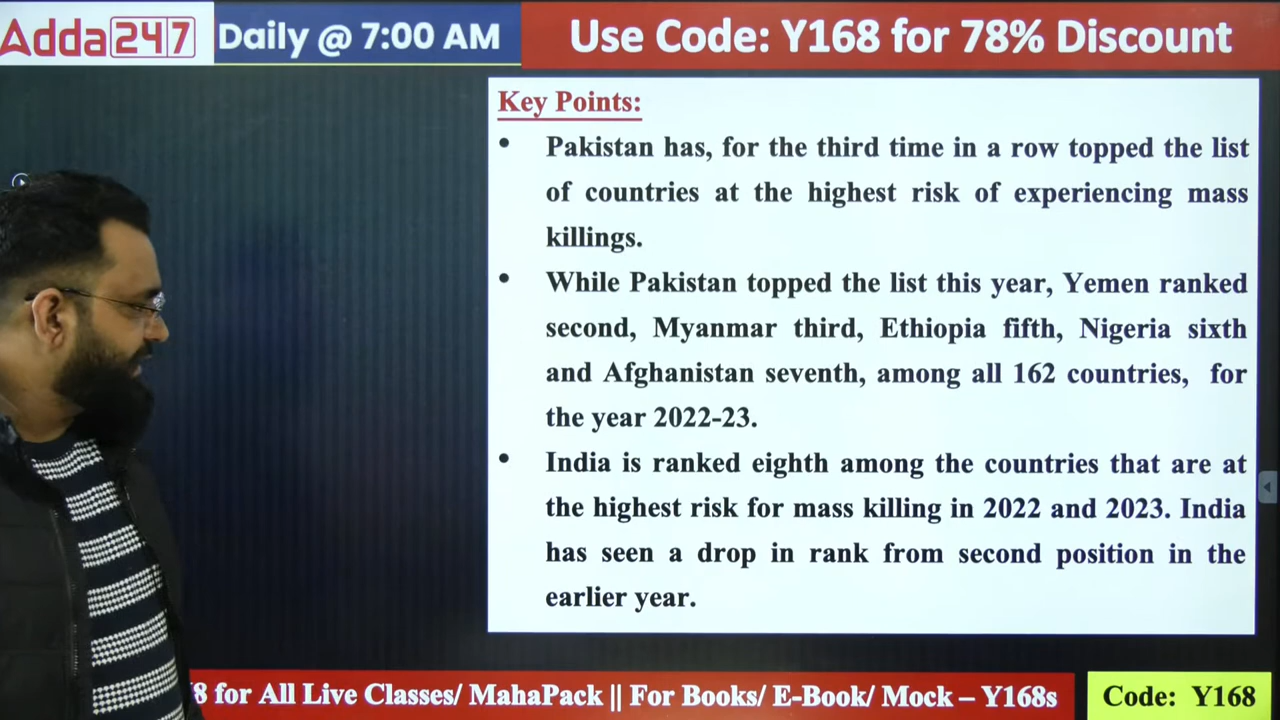 Adda247
Daily @ 7:00 AM
Use Code: Y168 for 78% Discount
Key Points:
• Pakistan has, for the third time in a row topped the list
of countries at the highest risk of experiencing mass
killings.
• While Pakistan topped the list this year, Yemen ranked
second, Myanmar third, Ethiopia fifth, Nigeria sixth
and Afghanistan seventh, among all 162 countries, for
the year 2022-23.
• India is ranked eighth among the countries that are at
the highest risk for mass killing in 2022 and 2023. India
has seen a drop in rank from second position in the
earlier year.
8 for All Live Classes/ MahaPack || For Books/ E-Book/ Mock – Y168s
Code: Y168